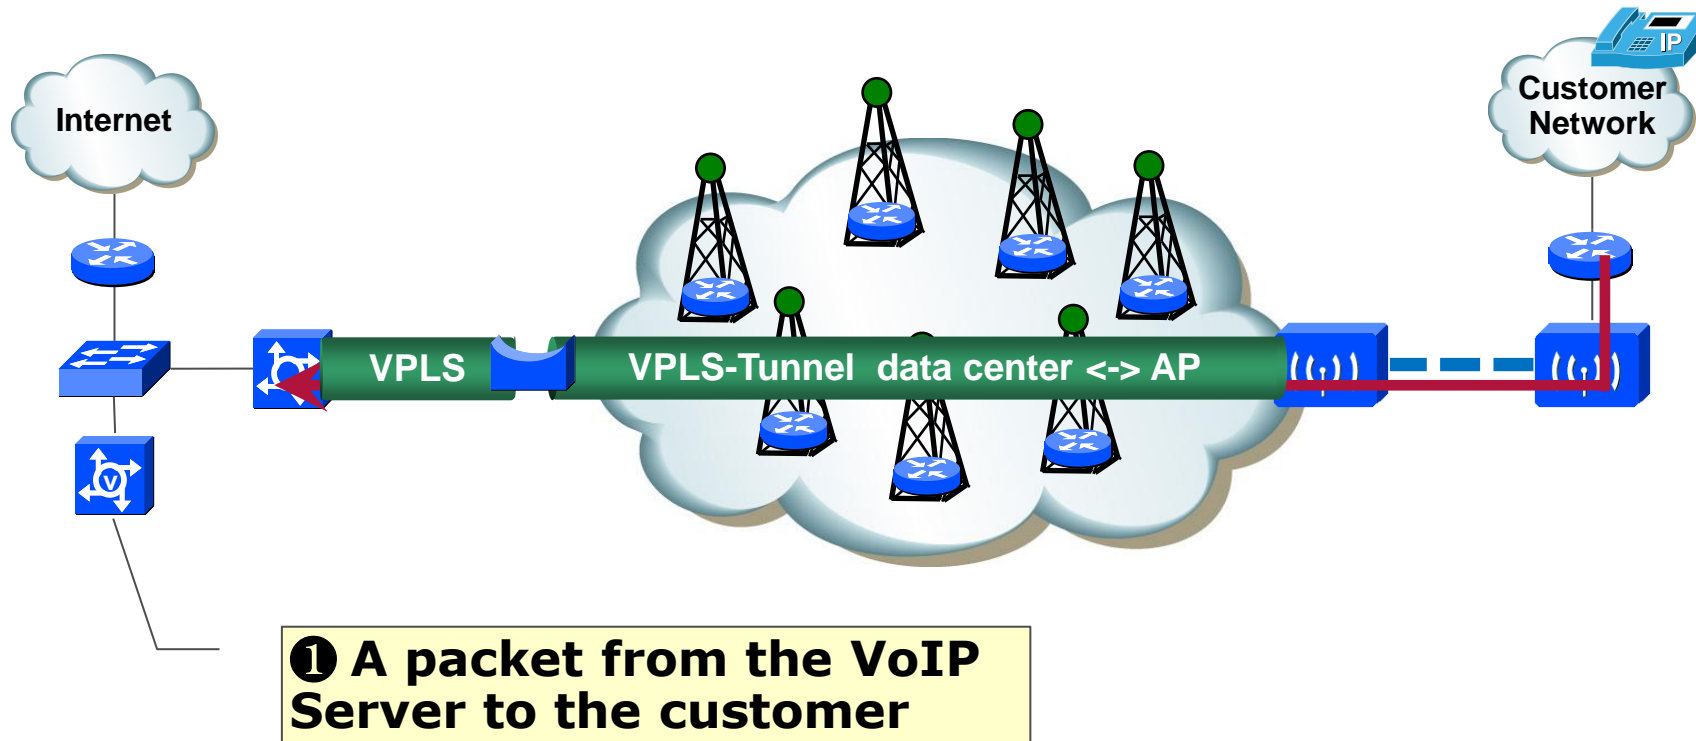 IP
Internet
Customer
Network
VPLS
VPLS-Tunnel data center <-> AP
V
❶ A packet from the VoIP
Server to the customer